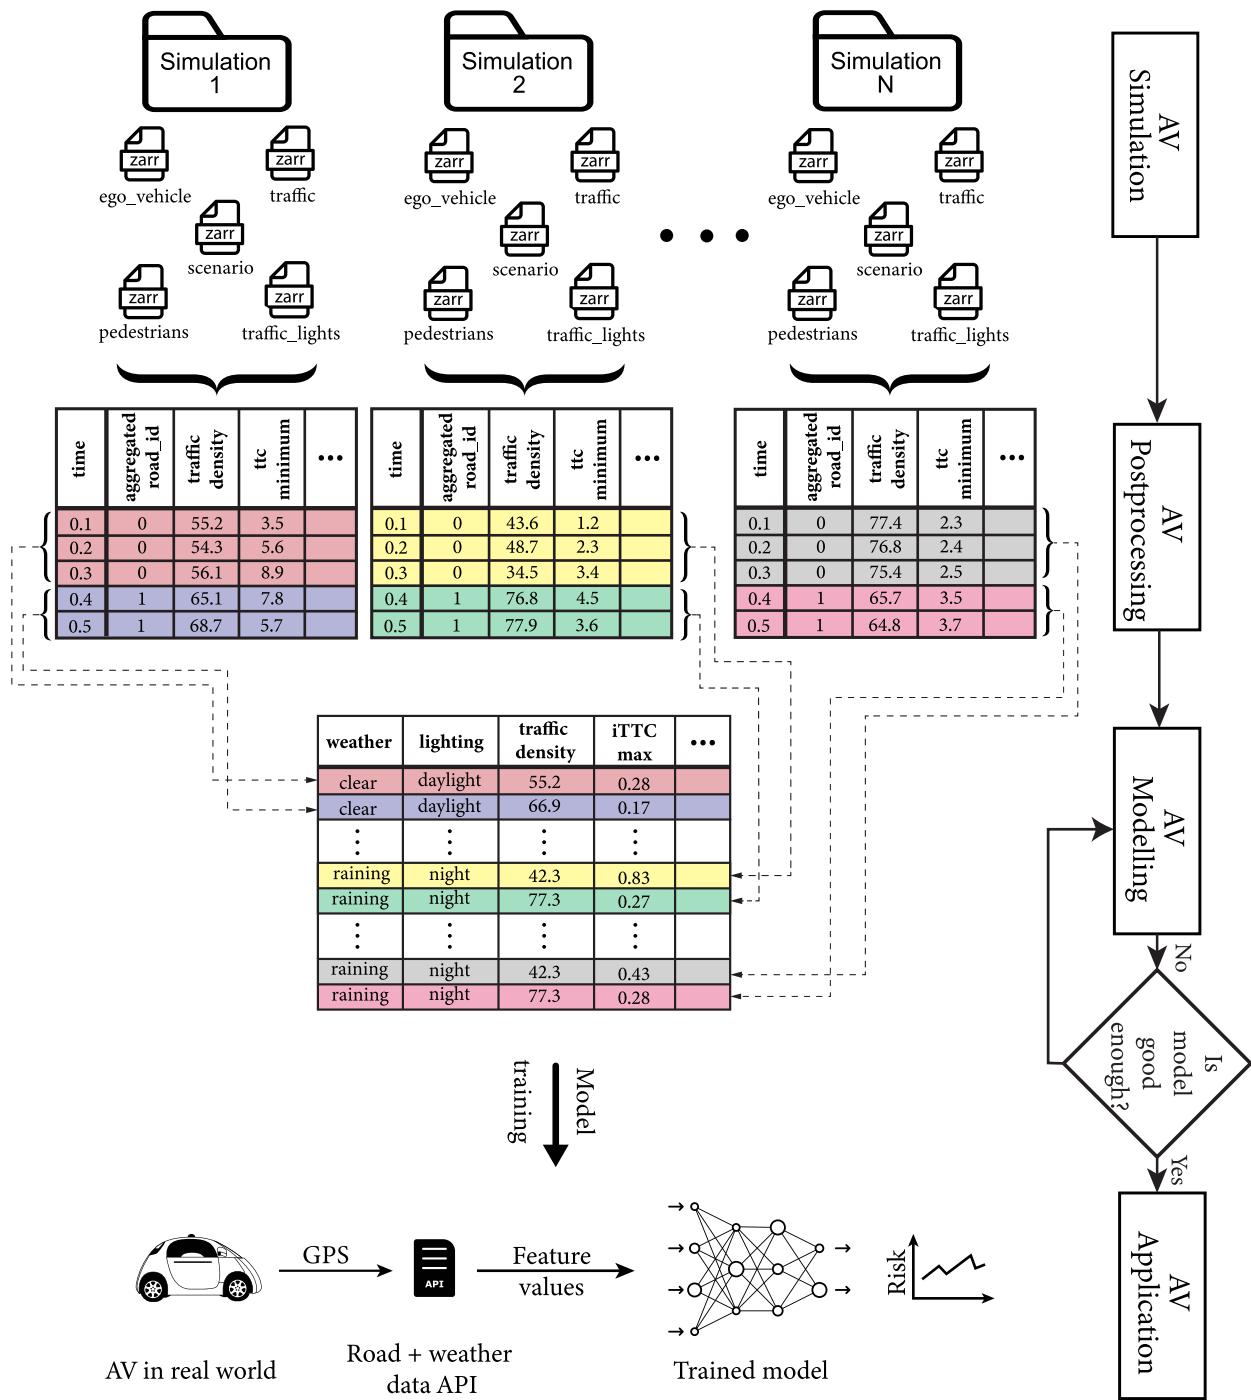 Simulation
1
Simulation
2
Simulation
N
zarr
ego_vehicle
zarr
traffic
zarr
scenario
zarr
pedestrians
zarr
traffic_lights
zarr
ego_vehicle
zarr
traffic
zarr
scenario
zarr
pedestrians
zarr
traffic_lights
zarr
ego_vehicle
zarr
traffic
zarr
scenario
zarr
pedestrians
zarr
traffic_lights
time aggregated road_id traffic density ttc minimum ...
0.1 0 55.2 3.5
0.2 0 54.3 5.6
0.3 0 56.1 8.9
0.4 1 65.1 7.8
0.5 1 68.7 5.7
time aggregated road_id traffic density ttc minimum ...
0.1 0 43.6 1.2
0.2 0 48.7 2.3
0.3 0 34.5 3.4
0.4 1 76.8 4.5
0.5 1 77.9 3.6
time aggregated road_id traffic density ttc minimum ...
0.1 0 77.4 2.3
0.2 0 76.8 2.4
0.3 0 75.4 2.5
0.4 1 65.7 3.5
0.5 1 64.8 3.7
weather lighting traffic density iTTC max ...
clear daylight 55.2 0.28
clear daylight 66.9 0.17
raining night 42.3 0.83
raining night 77.3 0.27
raining night 42.3 0.43
raining night 77.3 0.28
Model
training
AV in real world
GPS
API
Road + weather
data API
Feature
values
Trained model
Risk
AV
Simulation
AV
Postprocessing
AV
Modelling
No
Is
model
good
enough?
Yes
AV
Application